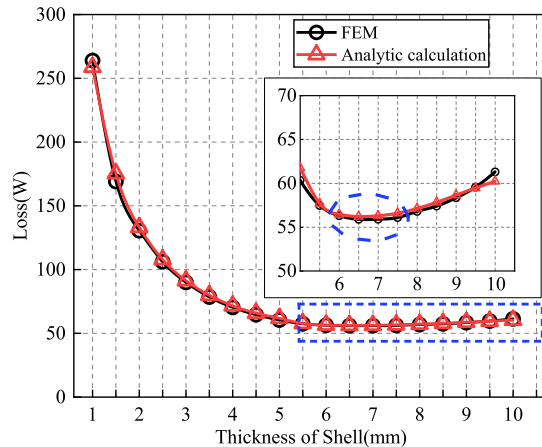 300
250
200
150
100
50
0
Loss(W)
FEM
Analytic calculation
70
65
60
55
50
5 6 7 8 9 10
1 2 3 4 5 6 7 8 9 10
Thickness of Shell(mm)